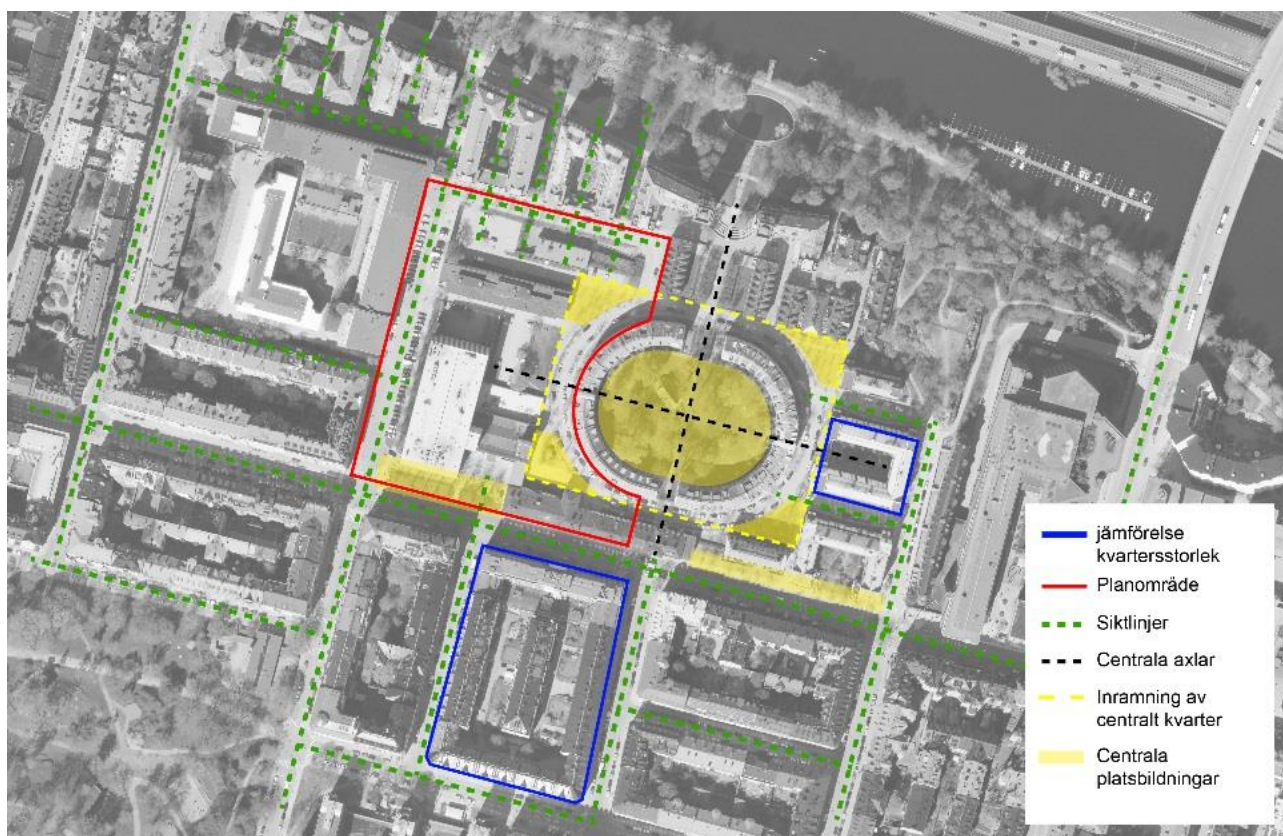 jämförelse
kvartersstorlek
Planområde
Siktlinjer
Centrala axlar
Inramning av
centralt kvarter
Centrala
platsbildningar